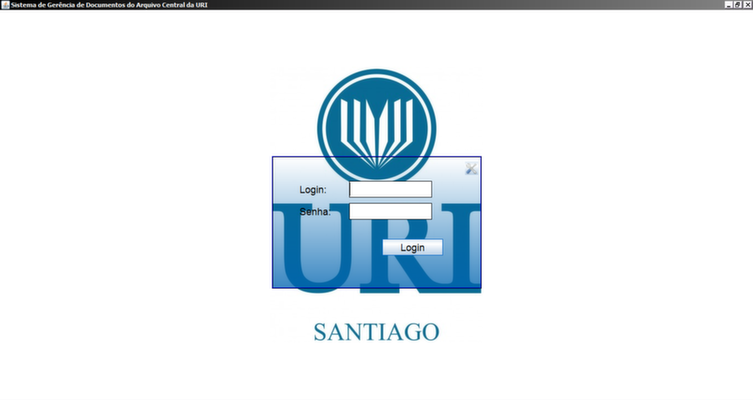 Sistema de Gerência de Documentos do Arquivo Central da URI
Login:
Senha:
Login
URI
SANTIAGO